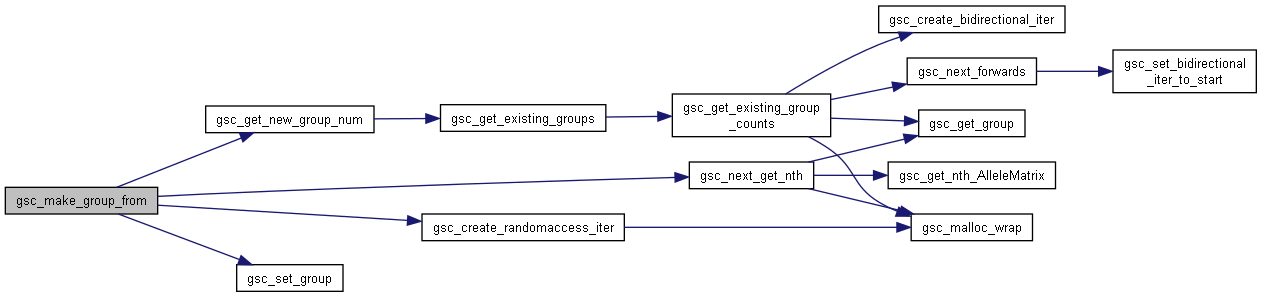 gsc_make_group_from
gsc_get_new_group_num
gsc_get_existing_groups
gsc_get_existing_group
_counts
gsc_create_bidirectional_iter
gsc_next_forwards
gsc_set_bidirectional
_iter_to_start
gsc_get_group
gsc_next_get_nth
gsc_get_nth_AlleleMatrix
gsc_create_randomaccess_iter
gsc_malloc_wrap
gsc_set_group